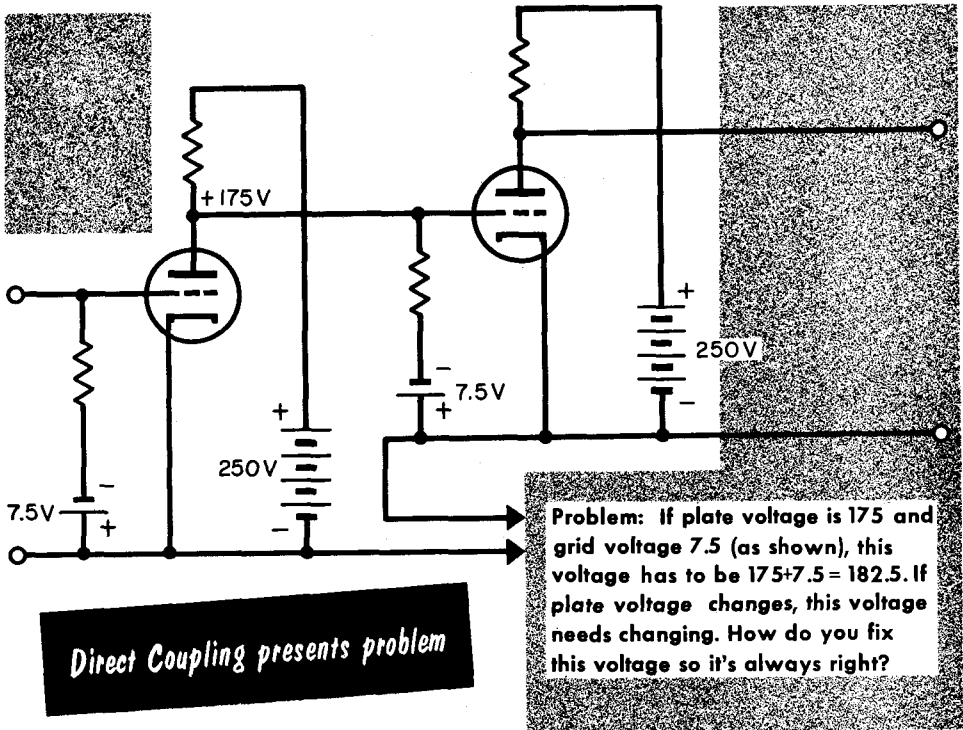 +175V
+
250V
-
-
7.5V
+
-
7.5V
+
+
250V
-
Problem: If plate voltage is 175 and
grid voltage 7.5 (as shown), this
voltage has to be 175+7.5 = 182.5. If
plate voltage changes, this voltage
needs changing. How do you fix
this voltage so it's always right?
Direct Coupling presents problem